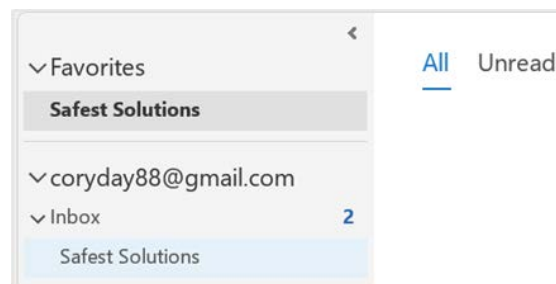 Favorites
Safest Solutions
coryday88@gmail.com
Inbox 2
Safest Solutions
All Unread